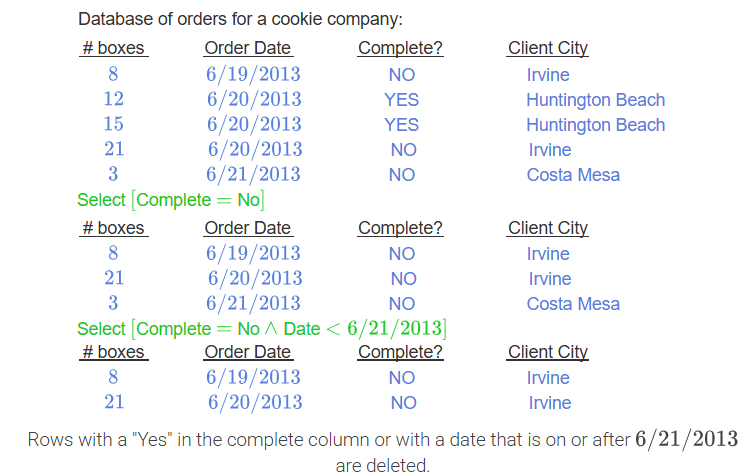 Database of orders for a cookie company:
# boxes Order Date Complete? Client City
8 6/19/2013 NO Irvine
12 6/20/2013 YES Huntington Beach
15 6/20/2013 YES Huntington Beach
21 6/20/2013 NO Irvine
3 6/21/2013 NO Costa Mesa
Select [Complete = No]
# boxes Order Date Complete? Client City
8 6/19/2013 NO Irvine
21 6/20/2013 NO Irvine
3 6/21/2013 NO Costa Mesa
Select [Complete = No ∧ Date < 6/21/2013]
# boxes Order Date Complete? Client City
8 6/19/2013 NO Irvine
21 6/20/2013 NO Irvine
Rows with a "Yes" in the complete column or with a date that is on or after 6/21/2013
are deleted.